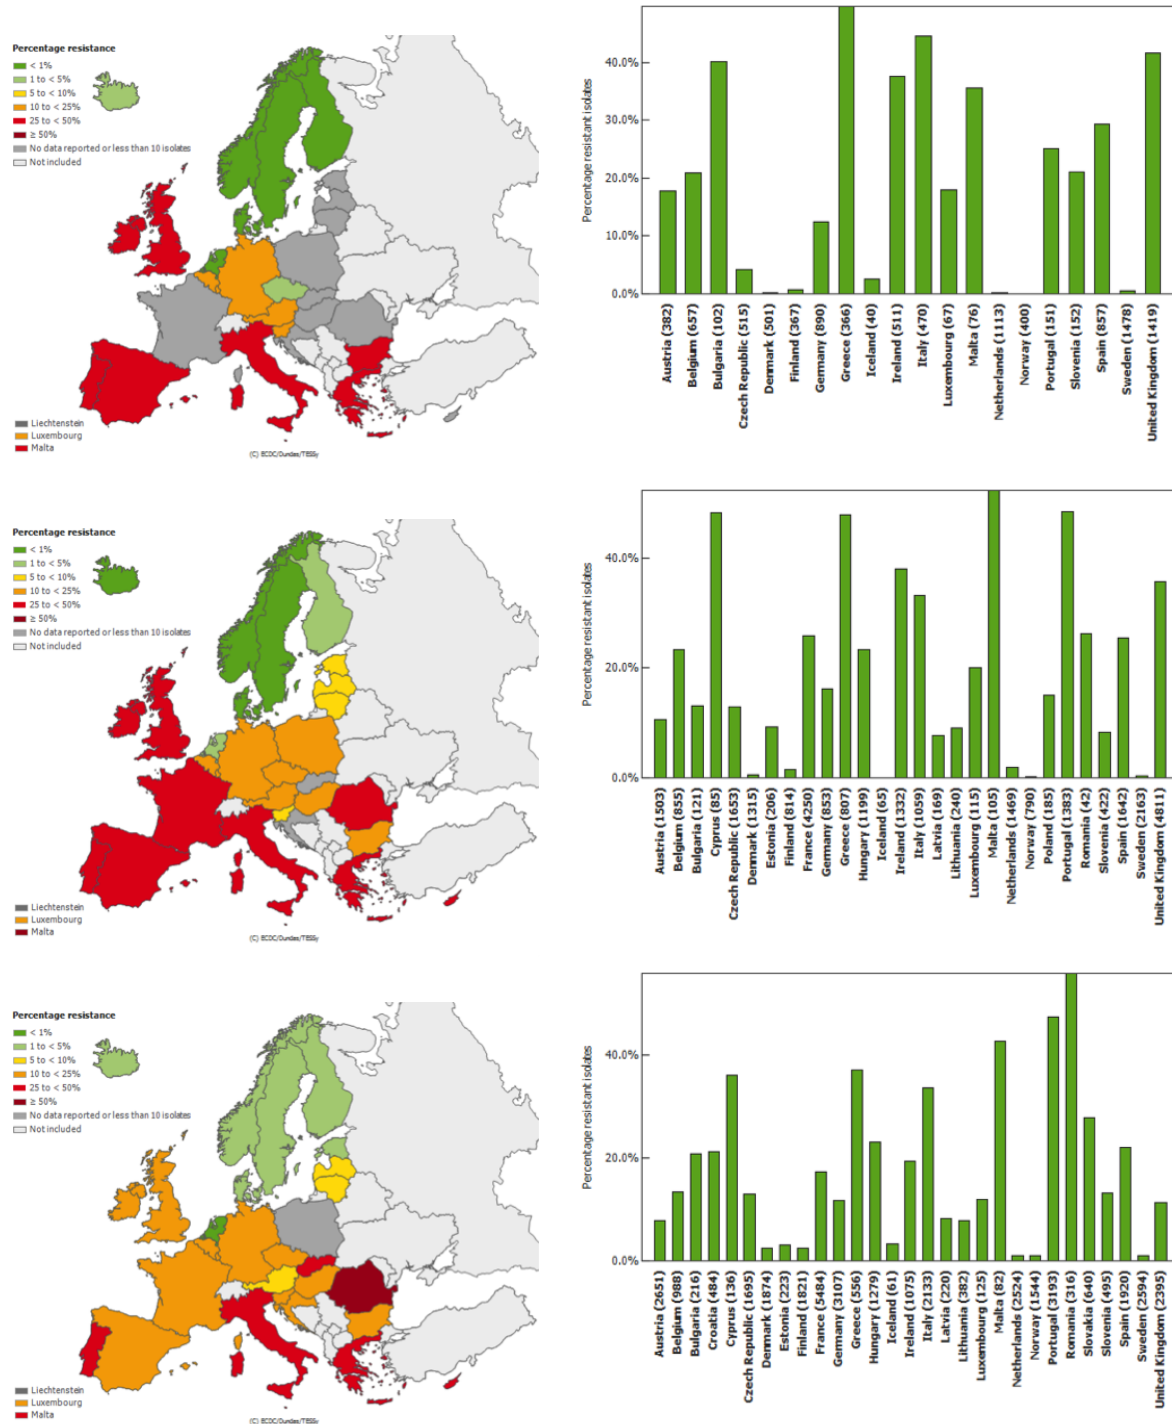 Percentage resistance
< 1%
1 to < 5%
5 to < 10%
10 to < 25%
25 to < 50%
≥ 50%
No data reported or less than 10 isolates
Not included
Liechtenstein
Luxembourg
Malta
(C) ECDC/Dundas/TESSy
Percentage resistant isolates
40.0%
30.0%
20.0%
10.0%
0.0%
Austria (382)
Belgium (657)
Bulgaria (102)
Czech Republic (515)
Denmark (501)
Finland (367)
Germany (890)
Greece (366)
Iceland (40)
Ireland (511)
Italy (470)
Luxembourg (67)
Malta (76)
Netherlands (1113)
Norway (400)
Portugal (151)
Slovenia (152)
Spain (857)
Sweden (1478)
United Kingdom (1419)
Percentage resistance
< 1%
1 to < 5%
5 to < 10%
10 to < 25%
25 to < 50%
≥ 50%
No data reported or less than 10 isolates
Not included
Liechtenstein
Luxembourg
Malta
(C) ECDC/Dundas/TESSy
Percentage resistant isolates
40.0%
20.0%
0.0%
Austria (1503)
Belgium (855)
Bulgaria (121)
Cyprus (85)
Czech Republic (1653)
Denmark (1315)
Estonia (206)
Finland (814)
France (4250)
Germany (853)
Greece (807)
Hungary (1199)
Iceland (65)
Ireland (1332)
Italy (1059)
Latvia (169)
Lithuania (240)
Luxembourg (115)
Malta (105)
Netherlands (1469)
Norway (790)
Poland (185)
Portugal (1383)
Romania (42)
Slovenia (422)
Spain (1642)
Sweden (2163)
United Kingdom (4811)
Percentage resistance
< 1%
1 to < 5%
5 to < 10%
10 to < 25%
25 to < 50%
≥ 50%
No data reported or less than 10 isolates
Not included
Liechtenstein
Luxembourg
Malta
(C) ECDC/Dundas/TESSy
Percentage resistant isolates
40.0%
20.0%
0.0%
Austria (2651)
Belgium (988)
Bulgaria (216)
Croatia (484)
Cyprus (136)
Czech Republic (1695)
Denmark (1874)
Estonia (223)
Finland (1821)
France (5484)
Germany (3107)
Greece (556)
Hungary (1279)
Iceland (61)
Ireland (1075)
Italy (2133)
Latvia (220)
Lithuania (382)
Luxembourg (125)
Malta (82)
Netherlands (2524)
Norway (1544)
Portugal (3193)
Romania (316)
Slovakia (640)
Slovenia (495)
Spain (1920)
Sweden (2594)
United Kingdom (2395)